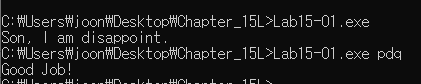 C:₩Users₩joon₩Desktop₩Chapter_15L>Lab15-01.exe
Son, I am disappoint.
C:₩Users₩joon₩Desktop₩Chapter_15L>Lab15-01.exe pdq
Good Job!
C:₩Users₩joon₩Desktop₩Chapter_15L>